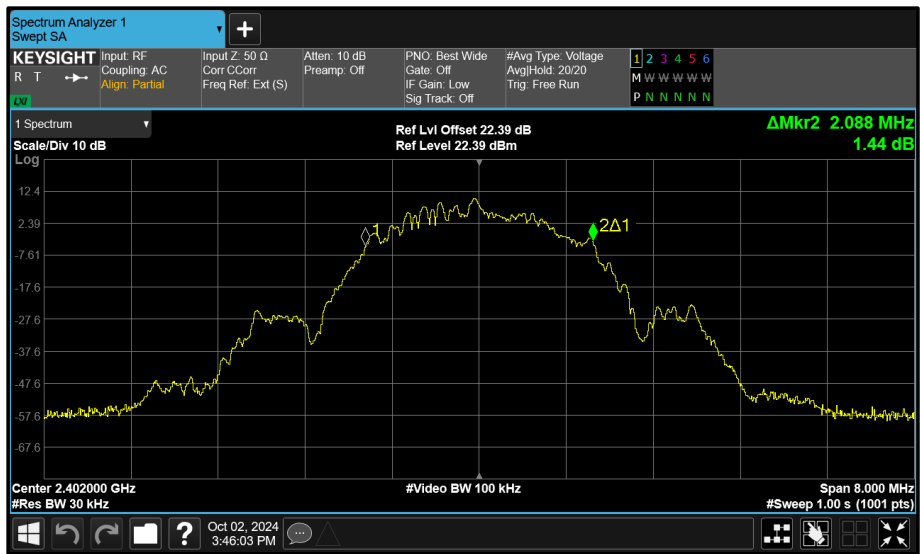 Spectrum Analyzer 1
Swept SA
+
KEYSIGHT Input: RF Input Z: 50 Ω Atten: 10 dB PNO: Best Wide #Avg Type: Voltage 1 2 3 4 5 6
R T Coupling: AC Corr CCorr Preamp: Off Gate: Off Avg|Hold: 20/20 M W W W W W
Align: Partial Freq Ref: Ext (S) IF Gain: Low Trig: Free Run
LXI Sig Track: Off P N N N N N
1 Spectrum Ref Lvl Offset 22.39 dB ΔMkr2 2.088 MHz
Scale/Div 10 dB Ref Level 22.39 dBm 1.44 dB
Log
12.4
2.39
1
2Δ1
-7.61
-17.6
-27.6
-37.6
-47.6
-57.6
-67.6
Center 2.402000 GHz #Video BW 100 kHz Span 8.000 MHz
#Res BW 30 kHz #Sweep 1.00 s (1001 pts)
? Oct 02, 2024
3:46:03 PM